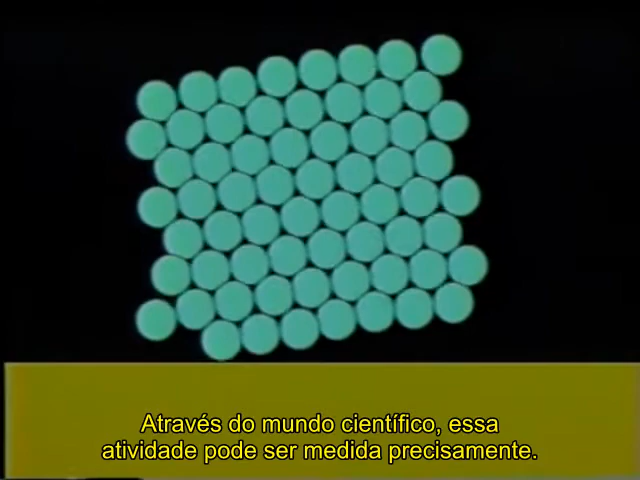 Através do mundo científico, essa
atividade pode ser medida precisamente.